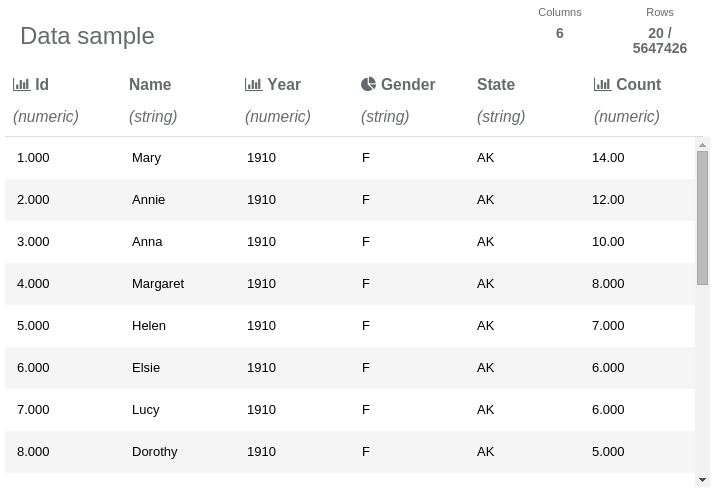 Data sample
Columns
6
Rows
20 /
5647426
Id Name Year Gender State Count
(numeric) (string) (numeric) (string) (string) (numeric)
1.000 Mary 1910 F AK 14.00
2.000 Annie 1910 F AK 12.00
3.000 Anna 1910 F AK 10.00
4.000 Margaret 1910 F AK 8.000
5.000 Helen 1910 F AK 7.000
6.000 Elsie 1910 F AK 6.000
7.000 Lucy 1910 F AK 6.000
8.000 Dorothy 1910 F AK 5.000